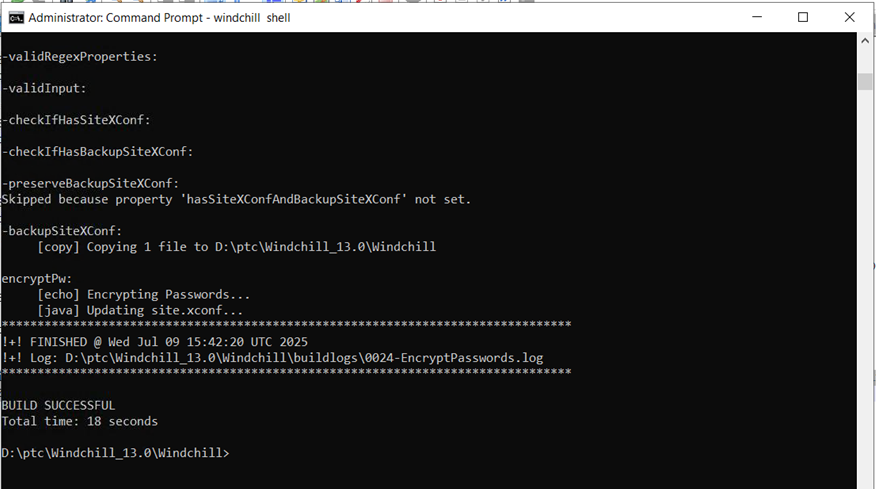 Administrator: Command Prompt - windchill  shell
-validRegexProperties:
-validInput:
-checkIfHasSiteXConf:
-checkIfHasBackupSiteXConf:
-preserveBackupSiteXConf:
Skipped because property 'hasSiteXConfAndBackupSiteXConf' not set.
-backupSiteXConf:
     [copy] Copying 1 file to D:\ptc\Windchill_13.0\Windchill
encryptPw:
     [echo] Encrypting Passwords...
     [java] Updating site.xconf...
********************************************************************************
!+! FINISHED @ Wed Jul 09 15:42:20 UTC 2025
!+! Log: D:\ptc\Windchill_13.0\Windchill\buildlogs\0024-EncryptPasswords.log
********************************************************************************
BUILD SUCCESSFUL
Total time: 18 seconds
D:\ptc\Windchill_13.0\Windchill>